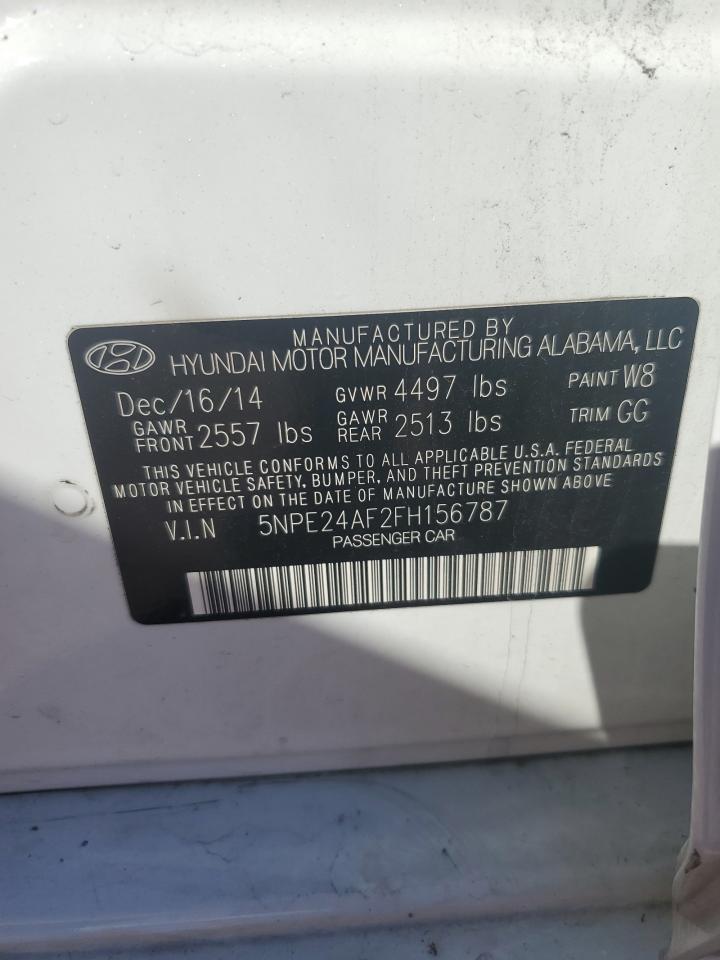 MANUFACTURED BY
HYUNDAI MOTOR MANUFACTURING ALABAMA, LLC
Dec/16/14 GVWR 4497 lbs PAINT W8
GAWR FRONT 2557 lbs GAWR REAR 2513 lbs TRIM GG
THIS VEHICLE CONFORMS TO ALL APPLICABLE U.S.A. FEDERAL
MOTOR VEHICLE SAFETY, BUMPER, AND THEFT PREVENTION STANDARDS
IN EFFECT ON THE DATE OF MANUFACTURE SHOWN ABOVE
V.I.N 5NPE24AF2FH156787
PASSENGER CAR